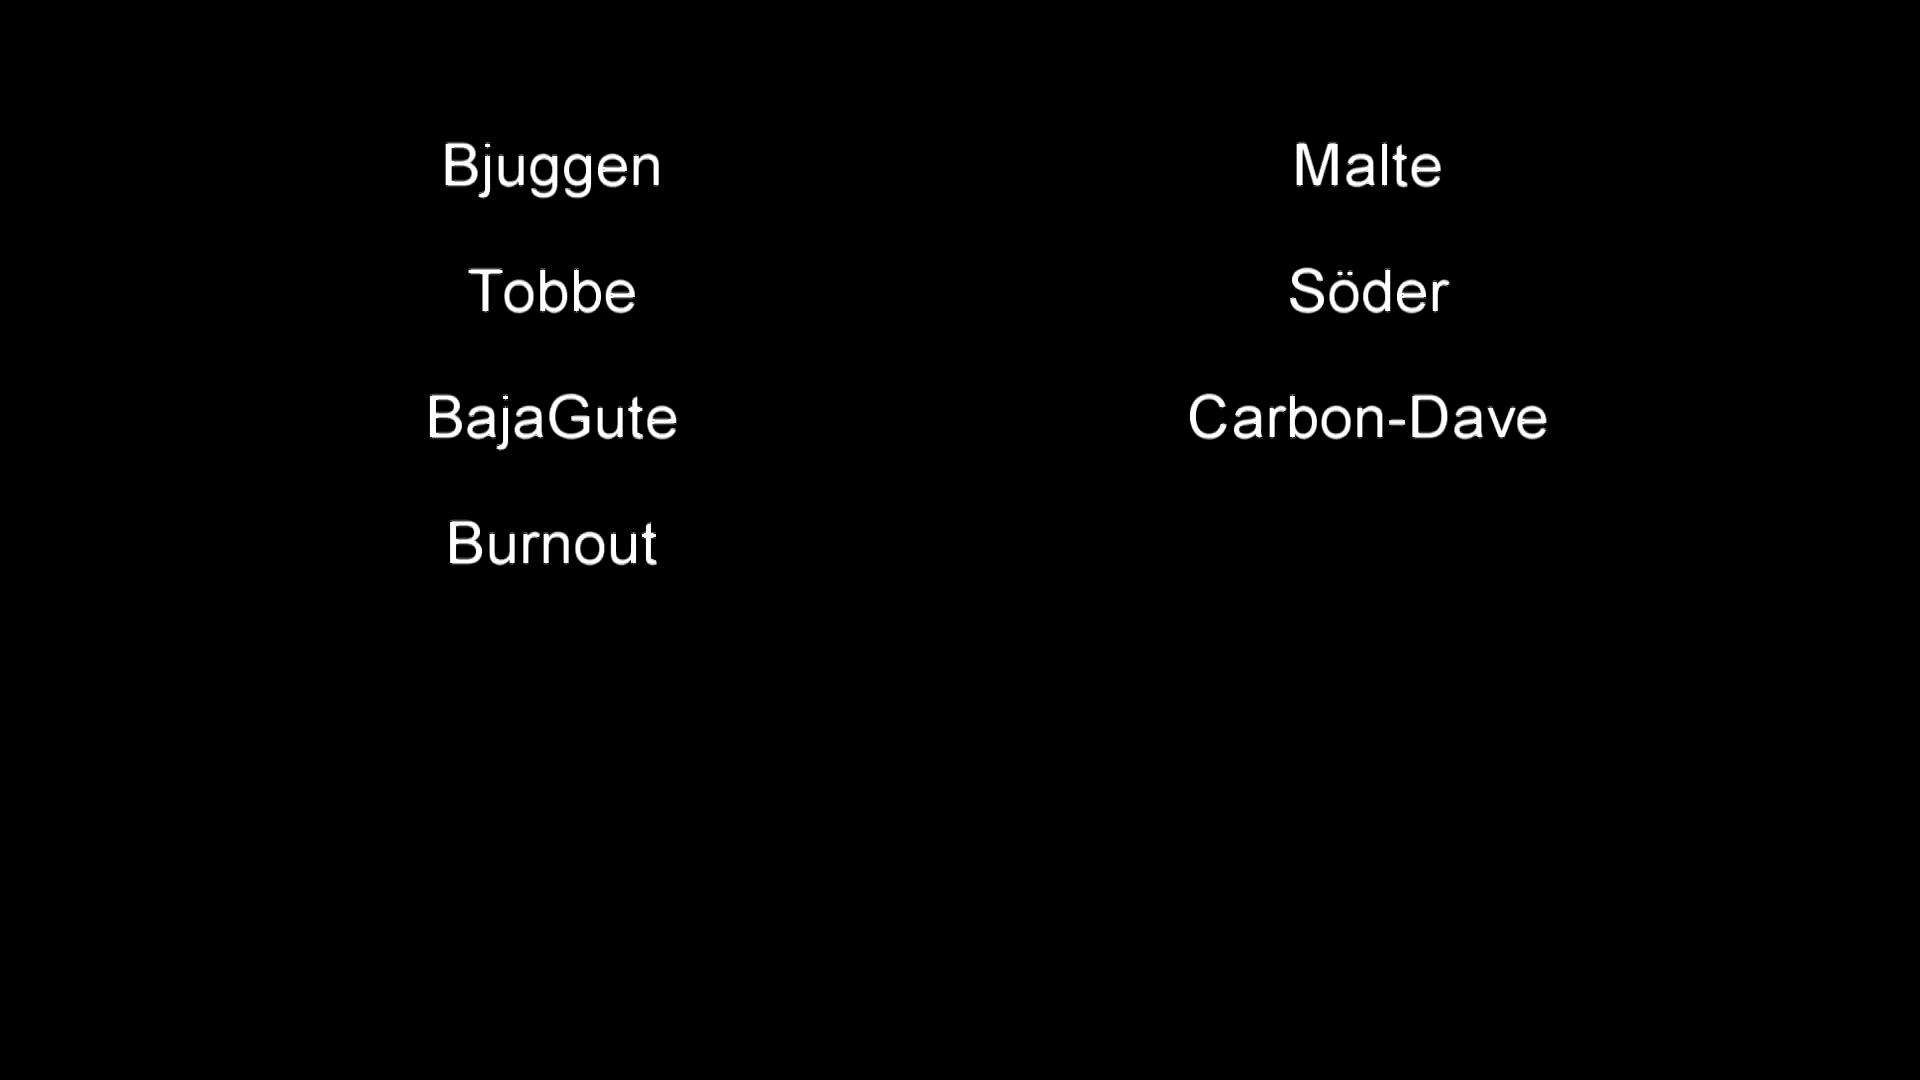 Bjuggen
Tobbe
BajaGute
Burnout
Malte
Söder
Carbon-Dave